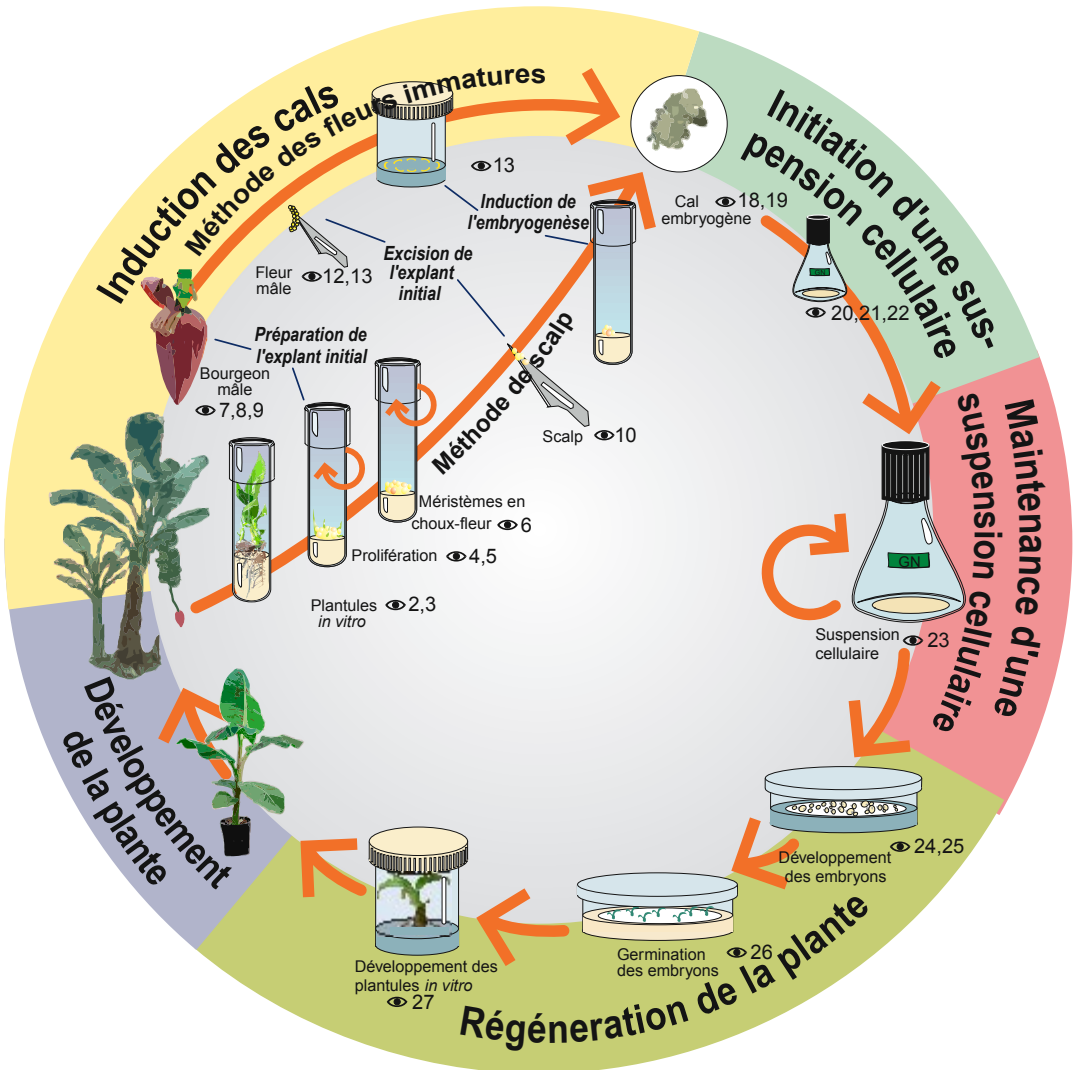 Induction des cals
Méthode des fleurs immatures
Initiation d'une sus-
pension cellulaire
Maintenance d'une
suspension cellulaire
Régéneration de la plante
Développement
de la plante
13
Induction de
l'embryogenèse
Cal
embryogène
18,19
GN
20,21,22
Excision de
l'explant
initial
Fleur
mâle
12,13
Préparation de
l'explant initial
Bourgeon
mâle
7,8,9
Méthode de scalp
Scalp
10
Méristèmes en
choux-fleur
6
Prolifération
4,5
Plantules
in vitro
2,3
GN
Suspension
cellulaire
23
Développement
des embryons
24,25
Germination
des embryons
26
Développement des
plantules in vitro
27